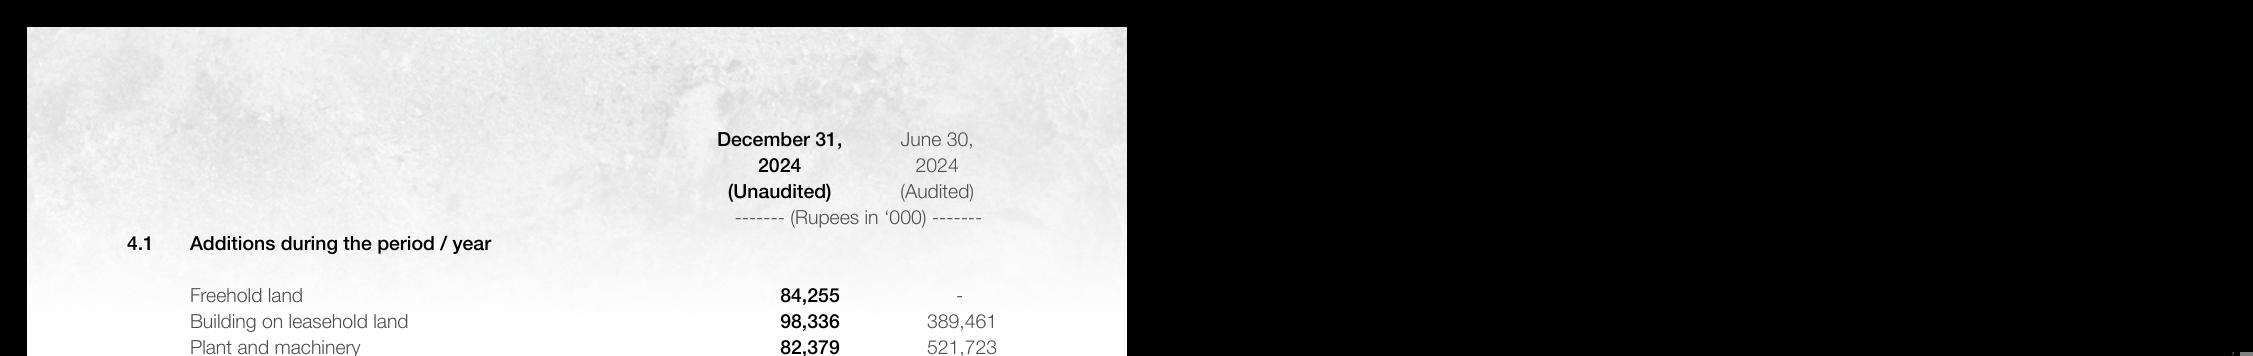 December 31, June 30,
2024 2024
(Unaudited) (Audited)
------- (Rupees in ‘000) -------
4.1 Additions during the period / year
Freehold land 84,255 -
Building on leasehold land 98,336 389,461
Plant and machinery 82,379 521,723